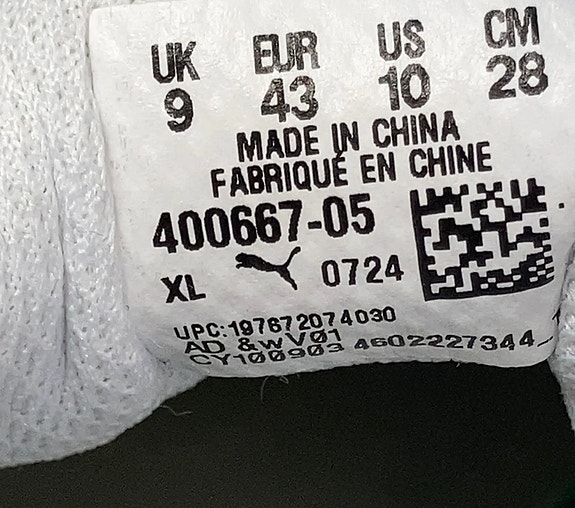 UK EUR US CM
9 43 10 28
MADE IN CHINA
FABRIQUÉ EN CHINE
400667-05
XL 0724
UPC:197672074030
AD &wV01
CY100903 4602227344